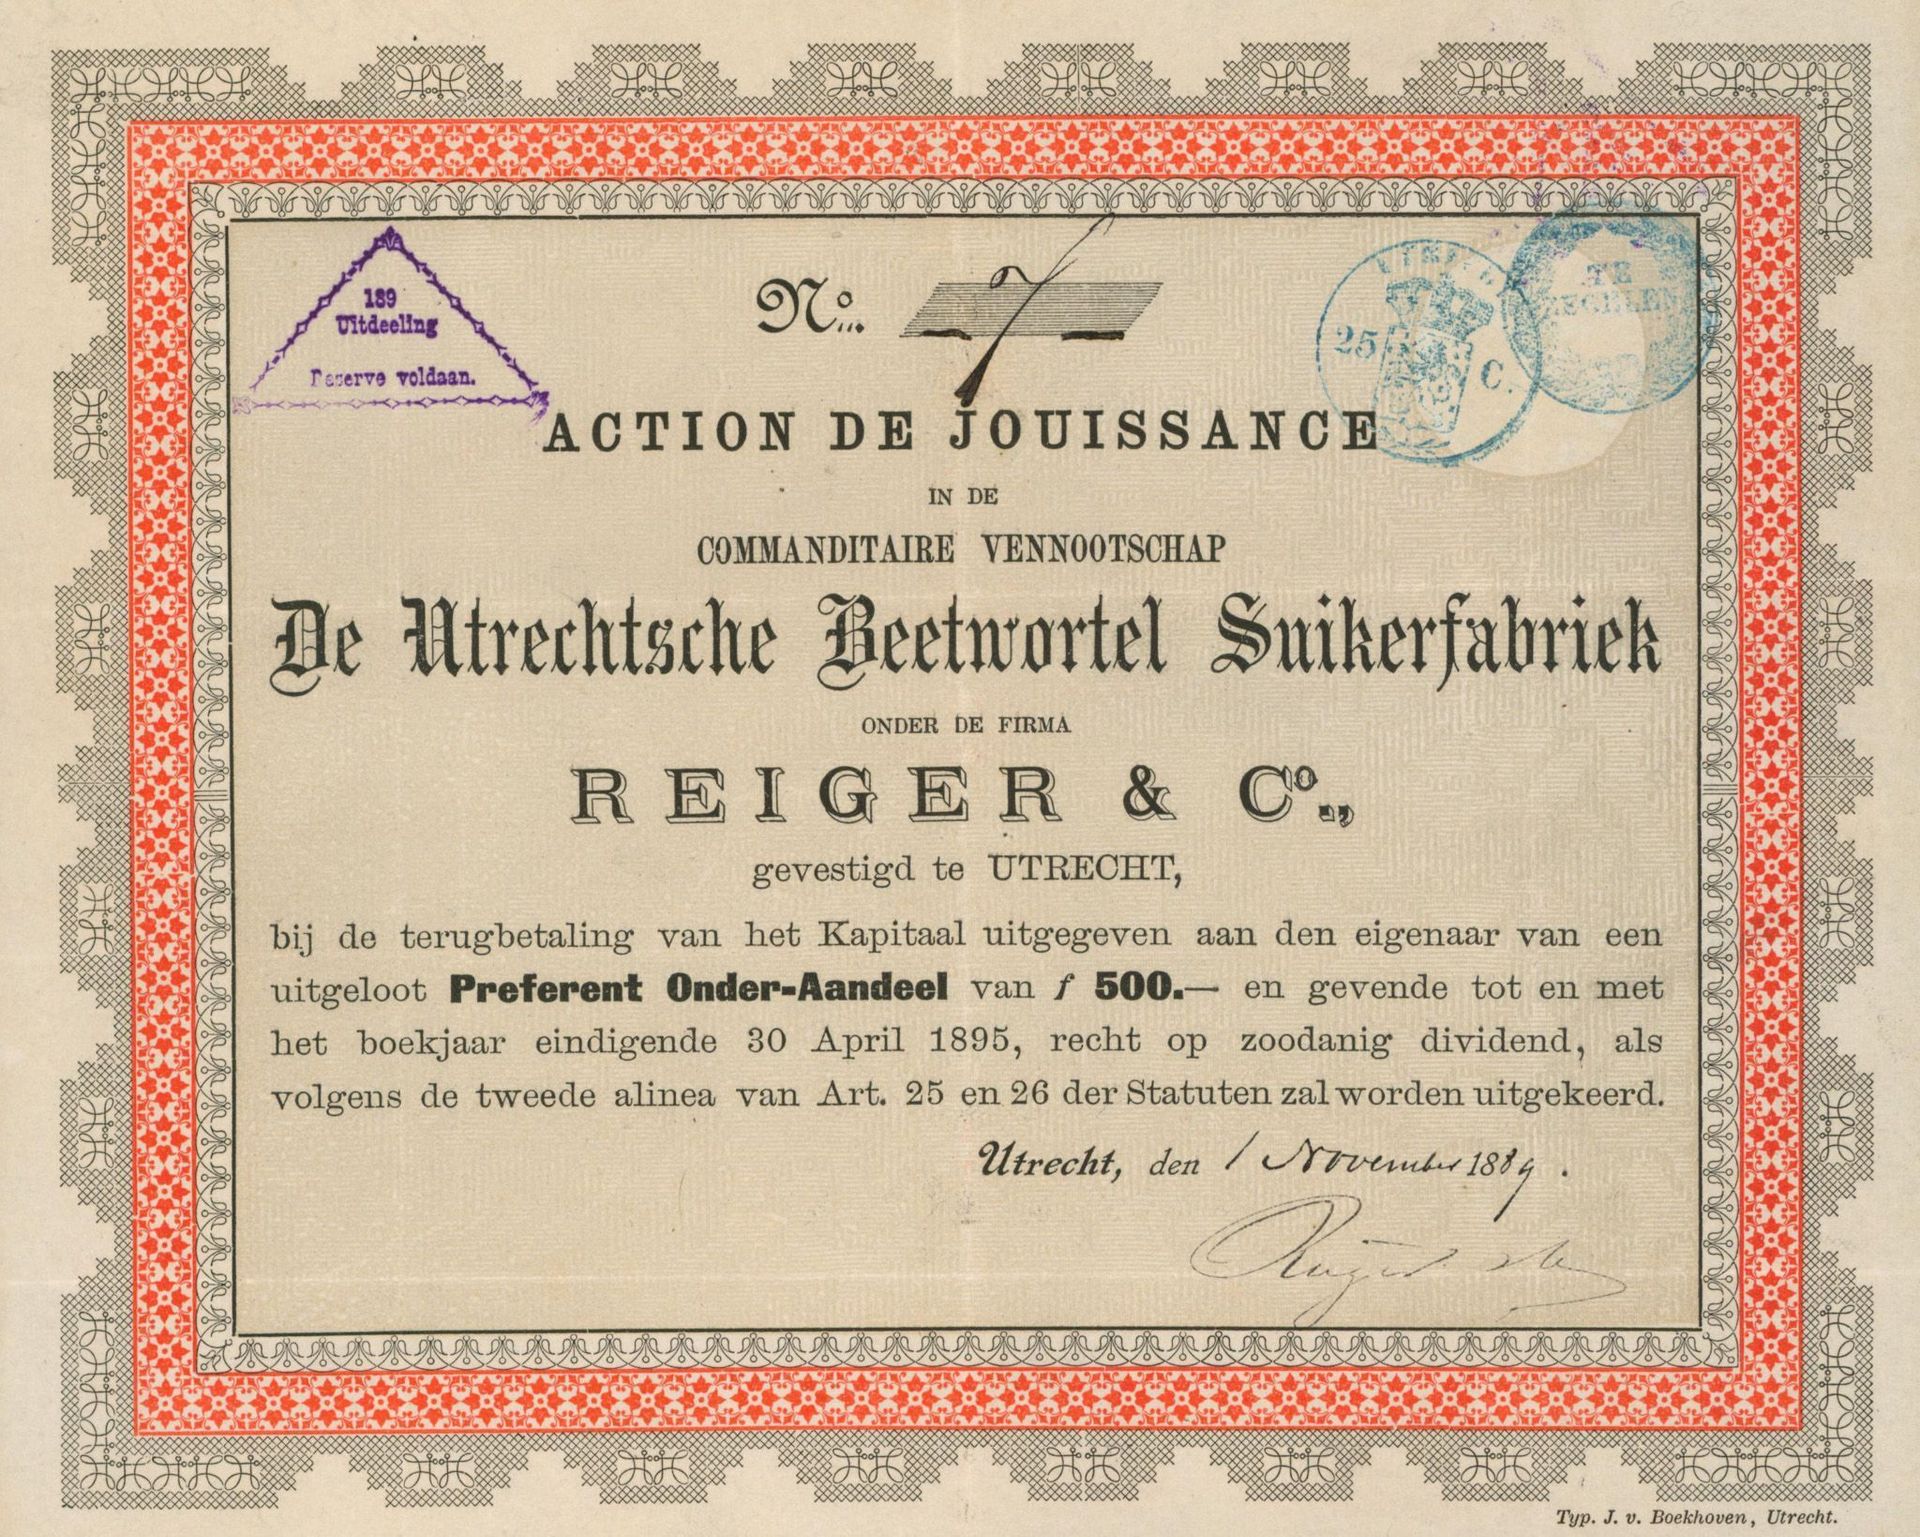 189
Uitdeeling
Reserve voldaan.
No... 7
25 C.
TE
ZEGELEN
ACTION DE JOUISSANCE
IN DE
COMMANDITAIRE VENNOOTSCHAP
De Utrechtsche Beetwortel Suikerfabriek
ONDER DE FIRMA
REIGER & Co.,
gevestigd te UTRECHT,
bij de terugbetaling van het Kapitaal uitgegeven aan den eigenaar van een
uitgeloot Preferent Onder-Aandeel van f 500.— en gevende tot en met
het boekjaar eindigende 30 April 1895, recht op zoodanig dividend, als
volgens de tweede alinea van Art. 25 en 26 der Statuten zal worden uitgekeerd.
Utrecht, den 1 November 1889.
Typ. J. v. Boekhoven, Utrecht.